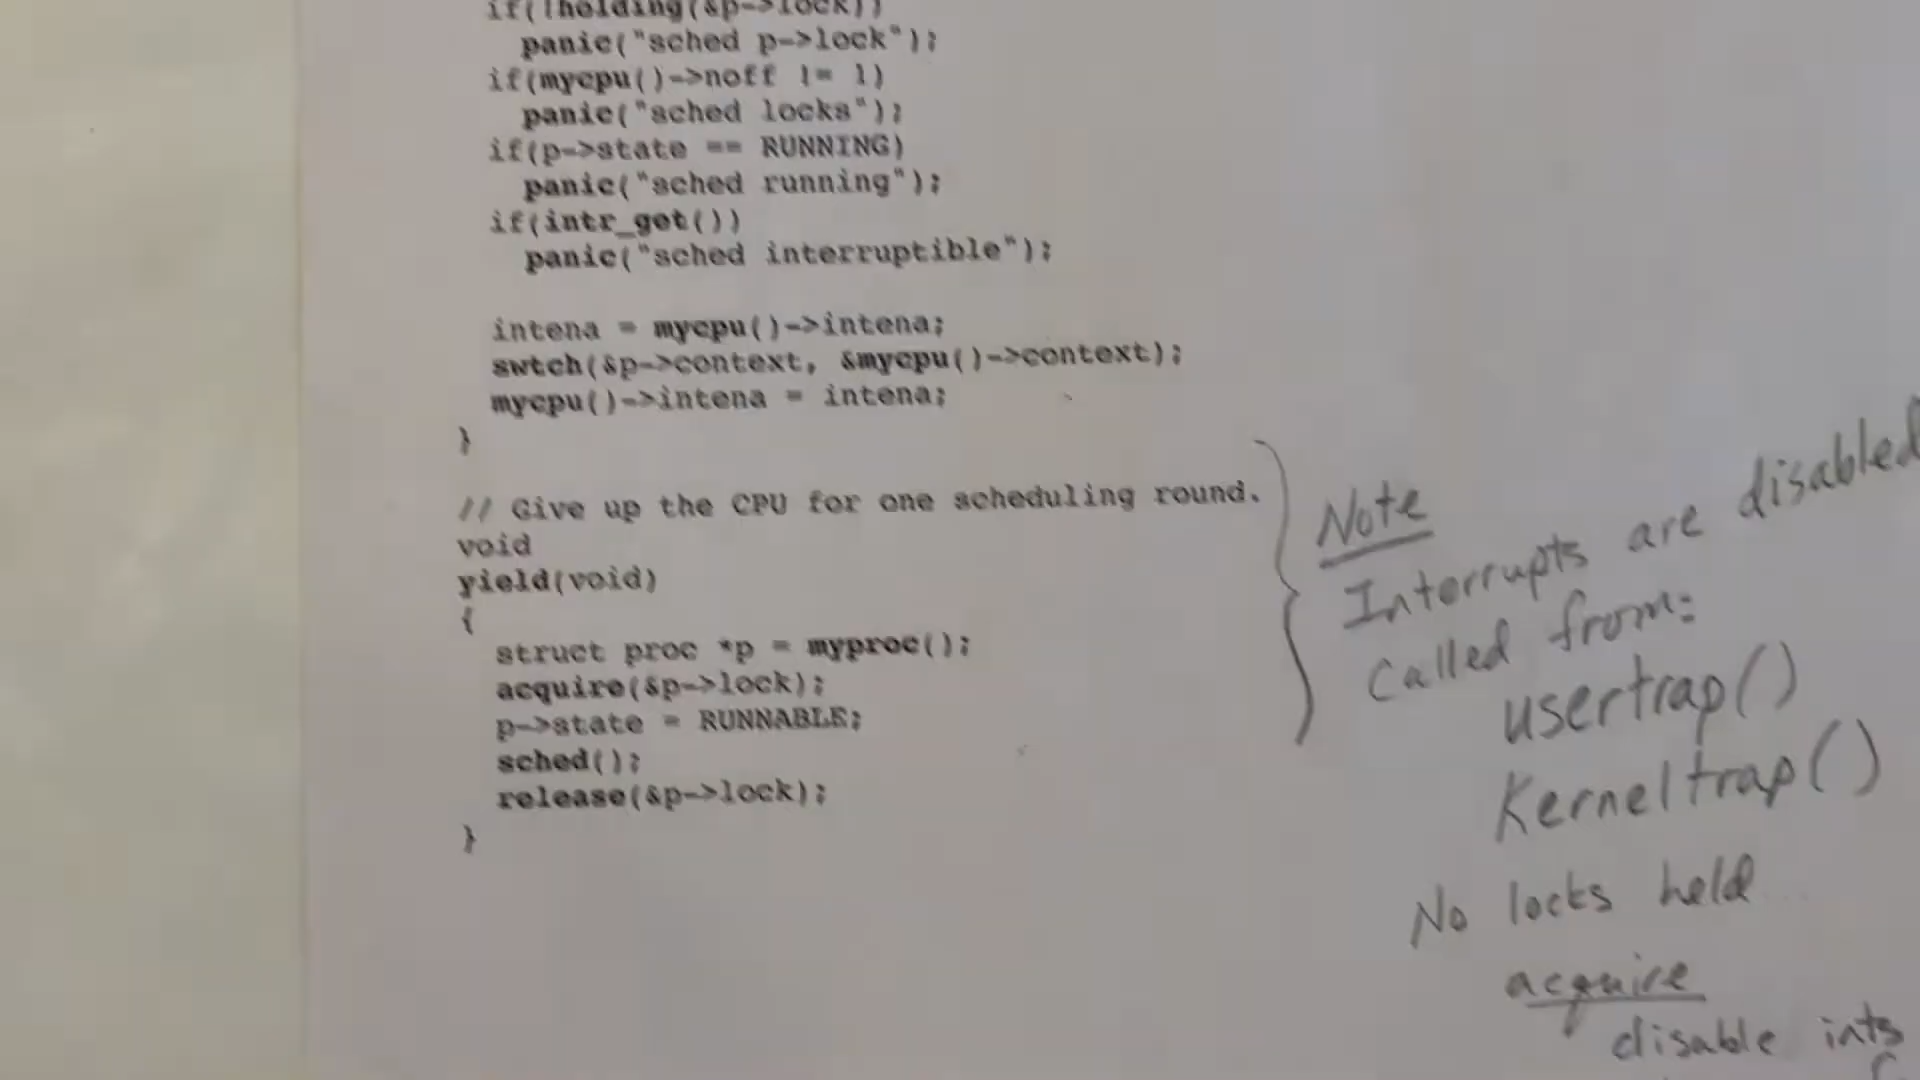 if(!holding(&p->lock))
panic("sched p->lock");
if(mycpu()->noff != 1)
panic("sched locks");
if(p->state == RUNNING)
panic("sched running");
if(intr_get())
panic("sched interruptible");
intena = mycpu()->intena;
swtch(&p->context, &mycpu()->context);
mycpu()->intena = intena;
}
// Give up the CPU for one scheduling round.
void
yield(void)
{
struct proc *p = myproc();
acquire(&p->lock);
p->state = RUNNABLE;
sched();
release(&p->lock);
}
Note
Interrupts are disabled
Called from:
usertrap()
Kerneltrap()
No locks held
acquire
disable ints